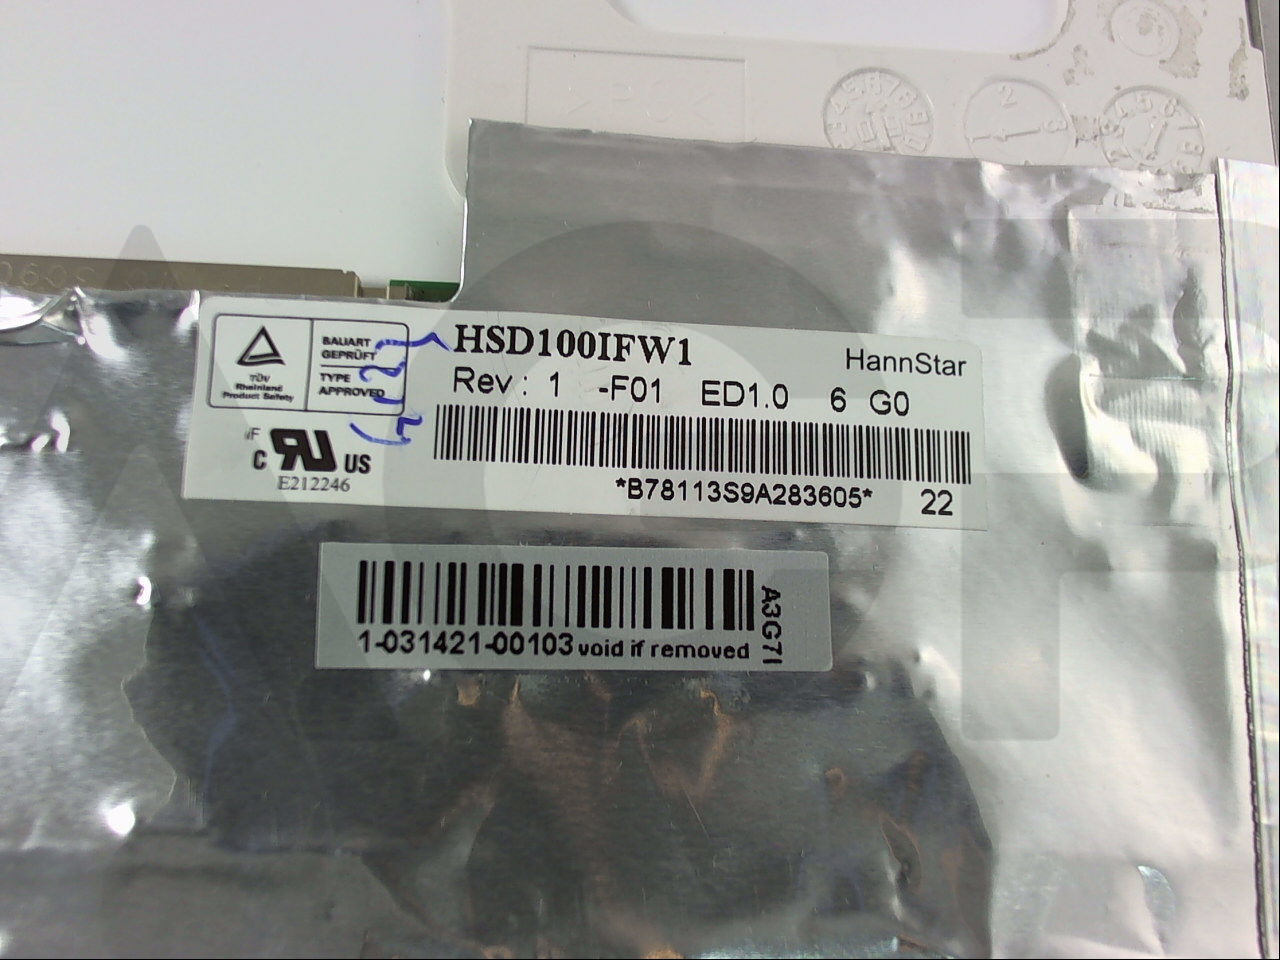 >PC<
BAUART
GEPRÜFT
TYPE
APPROVED
TÜV
Rheinland
Product Safety
HSD100IFW1
HannStar
Rev: 1 -F01 ED1.0 6 G0
C US
E212246
*B78113S9A283605* 22
1-031421-00103 void if removed
A3G7I